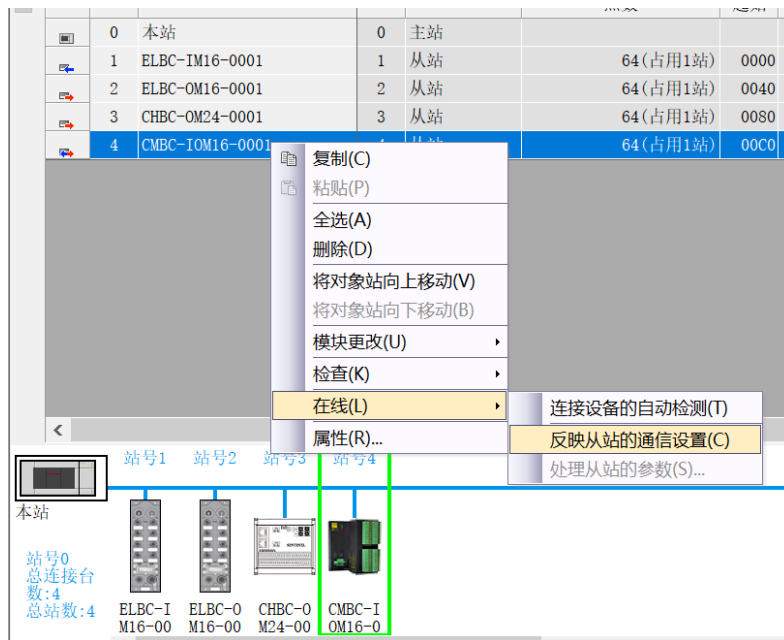 0 本站 0 主站
1 ELBC-IM16-0001 1 从站 64(占用1站) 0000
2 ELBC-OM16-0001 2 从站 64(占用1站) 0040
3 CHBC-OM24-0001 3 从站 64(占用1站) 0080
4 CMBC-IOM16-0001 64(占用1站) 00C0
复制(C)
粘贴(P)
全选(A)
删除(D)
将对象站向上移动(V)
将对象站向下移动(B)
模块更改(U)
检查(K)
在线(L)
连接设备的自动检测(T)
属性(R)...
反映从站的通信设置(C)
处理从站的参数(S)...
站号1 站号2 站号3 站号4
本站
站号0
总连接台
数:4
总站数:4
ELBC-I ELBC-O CHBC-O CMBC-I
M16-00 M16-00 M24-00 OM16-0